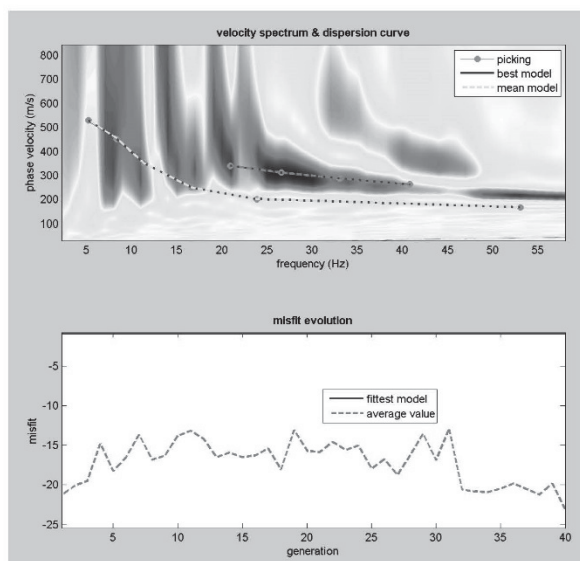 velocity spectrum & dispersion curve
800
700
600
500
400
300
200
100
phase velocity (m/s)
picking
best model
mean model
5 10 15 20 25 30 35 40 45 50 55
frequency (Hz)
misfit evolution
-5
-10
-15
-20
-25
misfit
fittest model
average value
5 10 15 20 25 30 35 40
generation